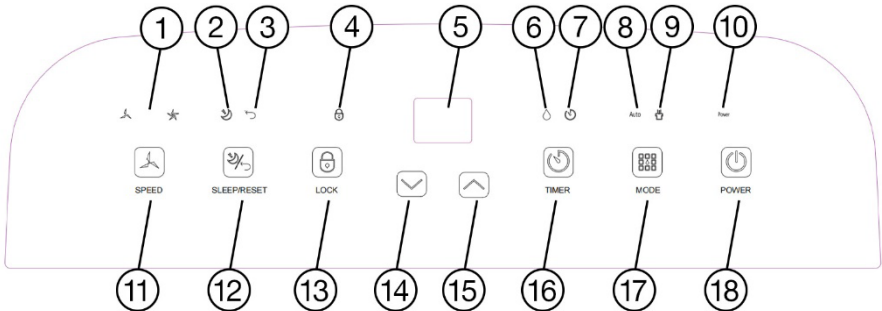 1 2 3 4 5 6 7 8 9 10
Auto Power
SPEED SLEEP/RESET LOCK TIMER MODE POWER
11 12 13 14 15 16 17 18